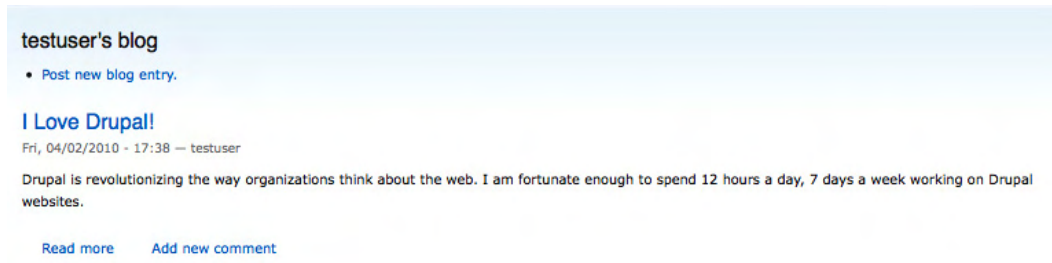 testuser's blog
• Post new blog entry.
I Love Drupal!
Fri, 04/02/2010 - 17:38 — testuser
Drupal is revolutionizing the way organizations think about the web. I am fortunate enough to spend 12 hours a day, 7 days a week working on Drupal
websites.
Read more Add new comment